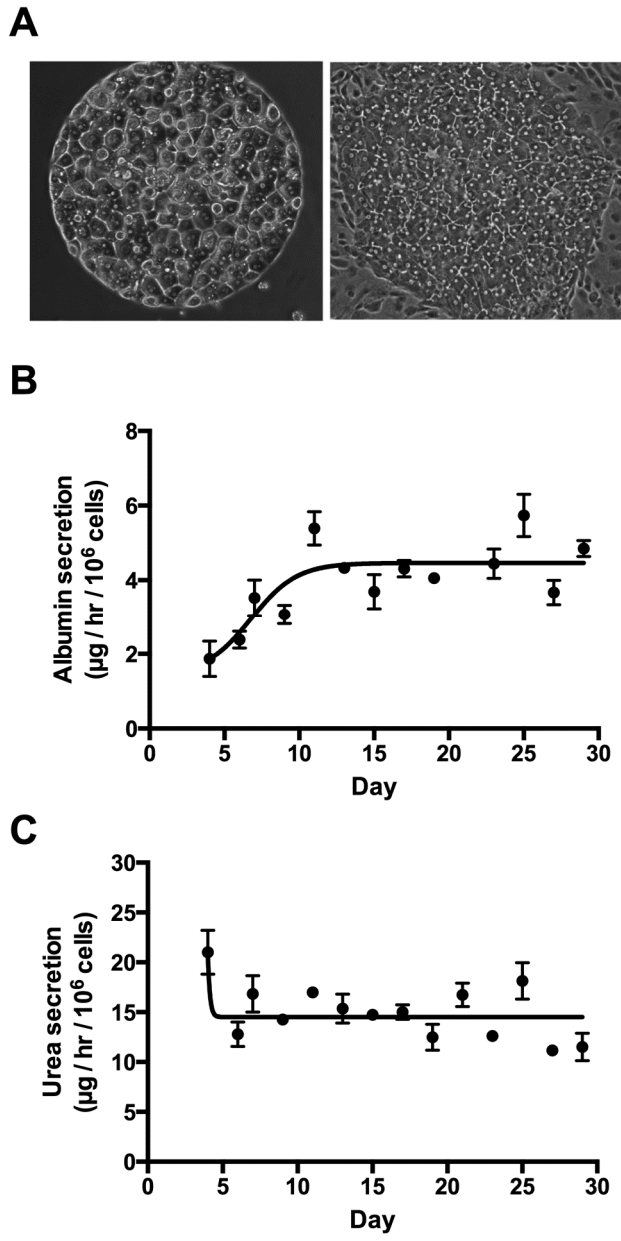 A
B
8
6
4
2
0
0 5 10 15 20 25 30
Albumin secretion
(µg / hr / 10⁶ cells)
Day
C
30
25
20
15
10
5
0
0 5 10 15 20 25 30
Urea secretion
(µg / hr / 10⁶ cells)
Day